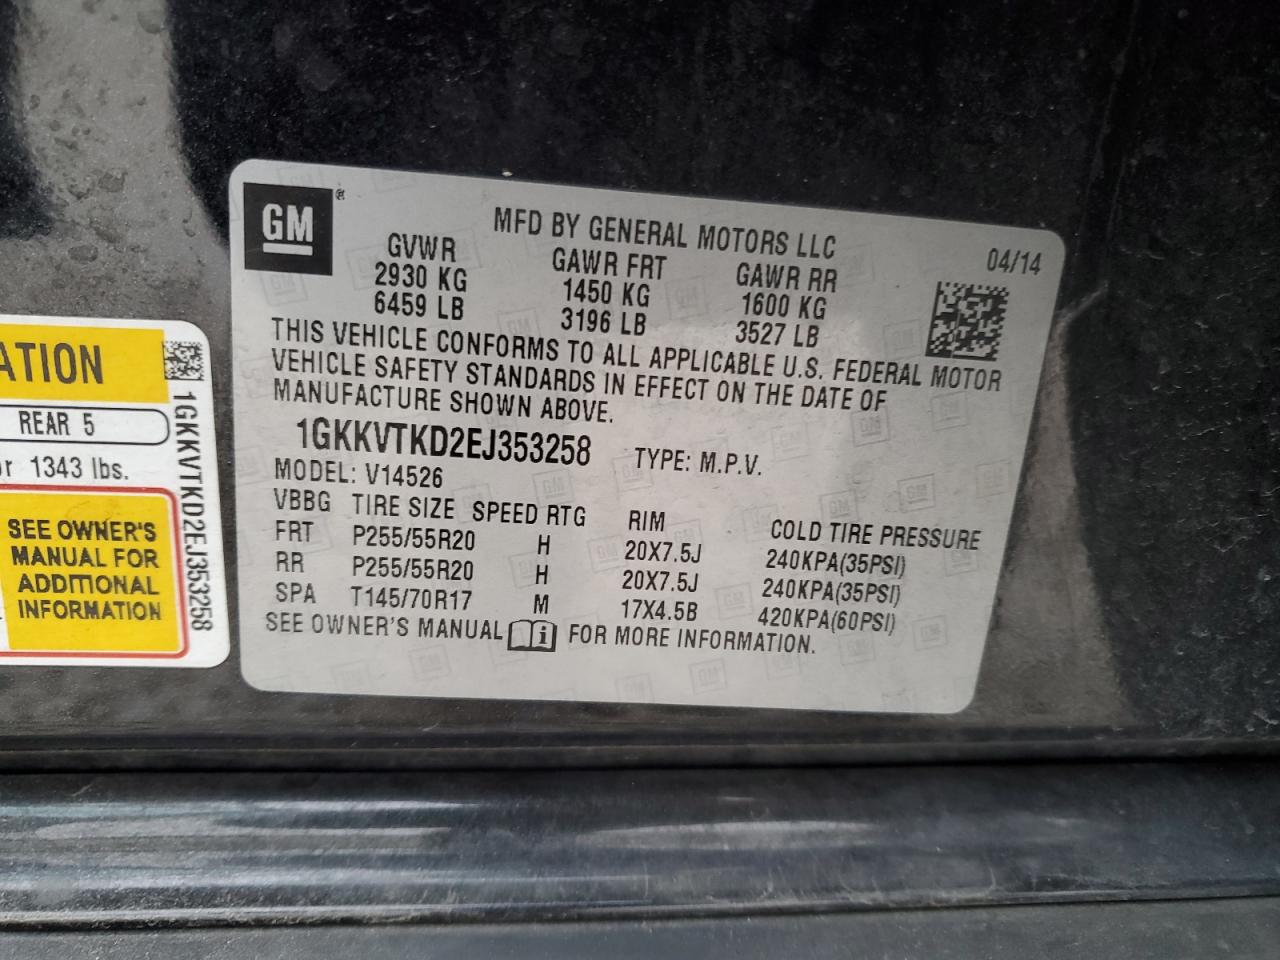 GM
®
MFD BY GENERAL MOTORS LLC
04/14
GVWR GAWR FRT GAWR RR
2930 KG 1450 KG 1600 KG
6459 LB 3196 LB 3527 LB
THIS VEHICLE CONFORMS TO ALL APPLICABLE U.S. FEDERAL MOTOR
VEHICLE SAFETY STANDARDS IN EFFECT ON THE DATE OF
MANUFACTURE SHOWN ABOVE.
1GKKVTKD2EJ353258 TYPE: M.P.V.
MODEL: V14526
VBBG TIRE SIZE SPEED RTG RIM COLD TIRE PRESSURE
FRT P255/55R20 H 20X7.5J 240KPA(35PSI)
RR P255/55R20 H 20X7.5J 240KPA(35PSI)
SPA T145/70R17 M 17X4.5B 420KPA(60PSI)
SEE OWNER'S MANUAL i FOR MORE INFORMATION.
ATION
REAR 5
r 1343 lbs.
SEE OWNER'S
MANUAL FOR
ADDITIONAL
INFORMATION
1GKKVTKD2EJ353258